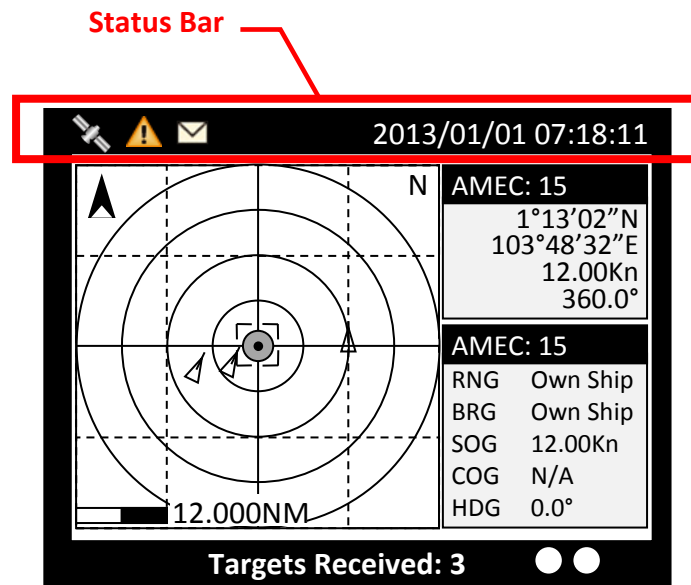 Status Bar
2013/01/01 07:18:11
N
12.000NM
AMEC: 15
1°13’02”N
103°48’32”E
12.00Kn
360.0°
AMEC: 15
RNG Own Ship
BRG Own Ship
SOG 12.00Kn
COG N/A
HDG 0.0°
Targets Received: 3